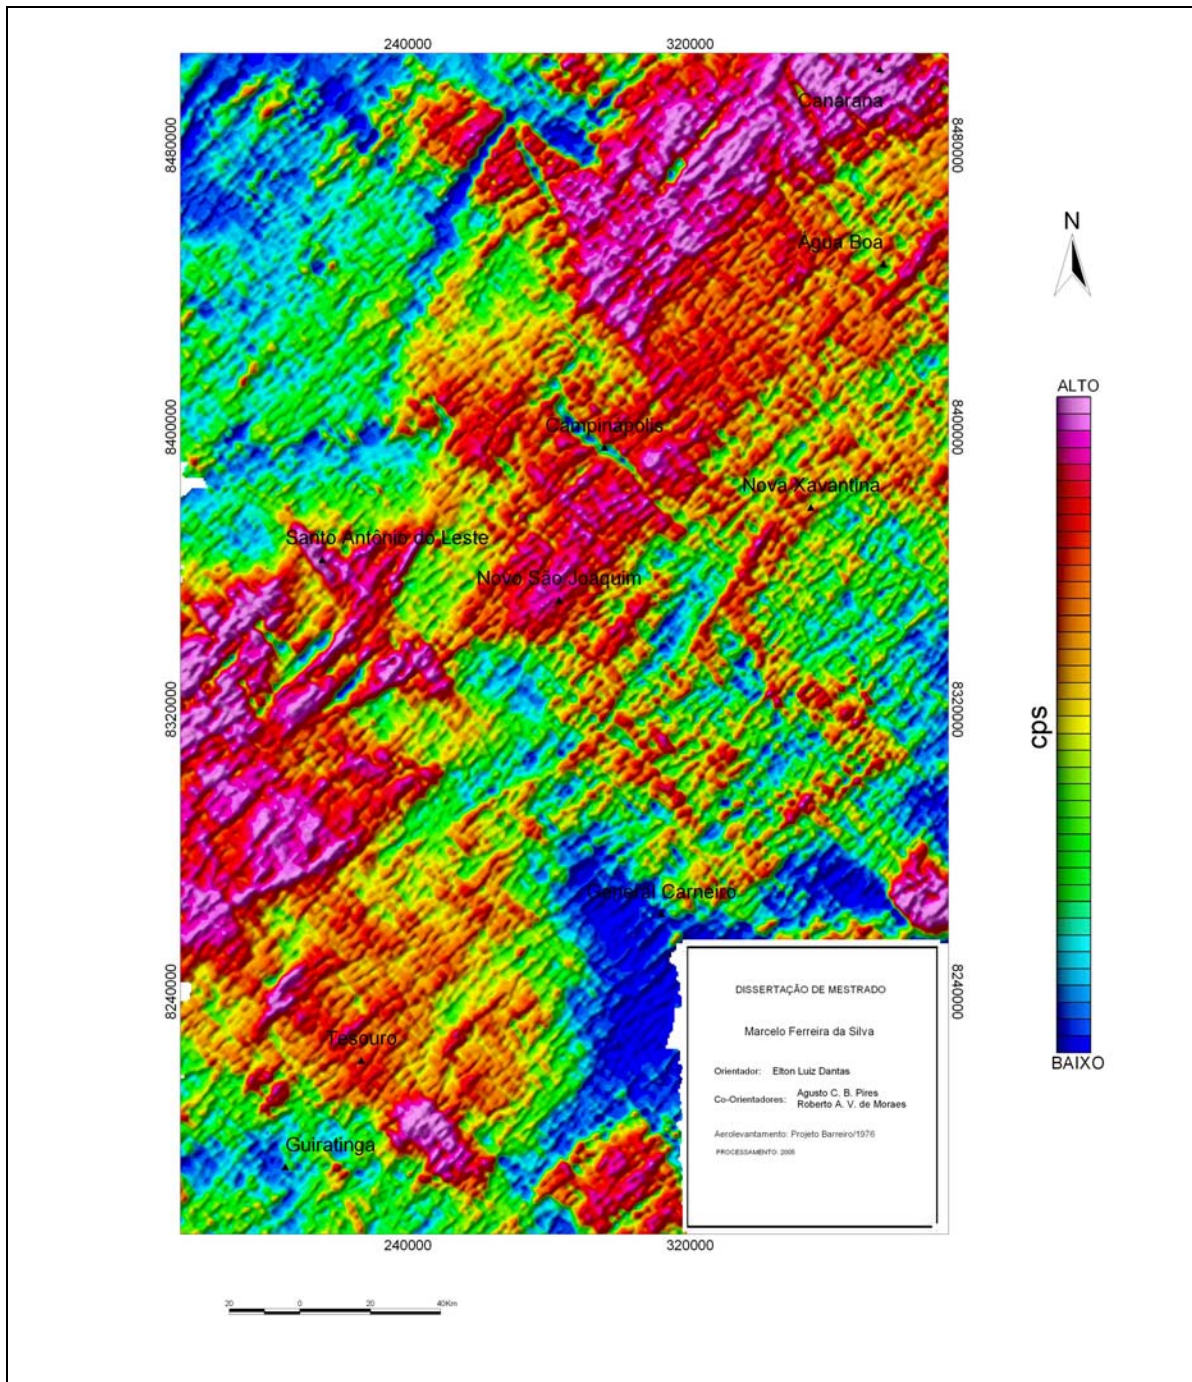 240000 320000
Canarana
8480000 8480000
N
Água Boa
ALTO
8400000 8400000
Campinápolis
Nova Xavantina
Santo Antônio do Leste
Novo São Joaquim
8320000 8320000
cps
General Carneiro
BAIXO
8240000 8240000
DISSERTAÇÃO DE MESTRADO
Marcelo Ferreira da Silva
Tesouro
Orientador: Elton Luiz Dantas
Co-Orientadores: Agusto C. B. Pires
Roberto A. V. de Moraes
Aerolevantamento: Projeto Barreiro/1976
PROCESSAMENTO: 2005
Guiratinga
240000 320000
20 0 20 40Km